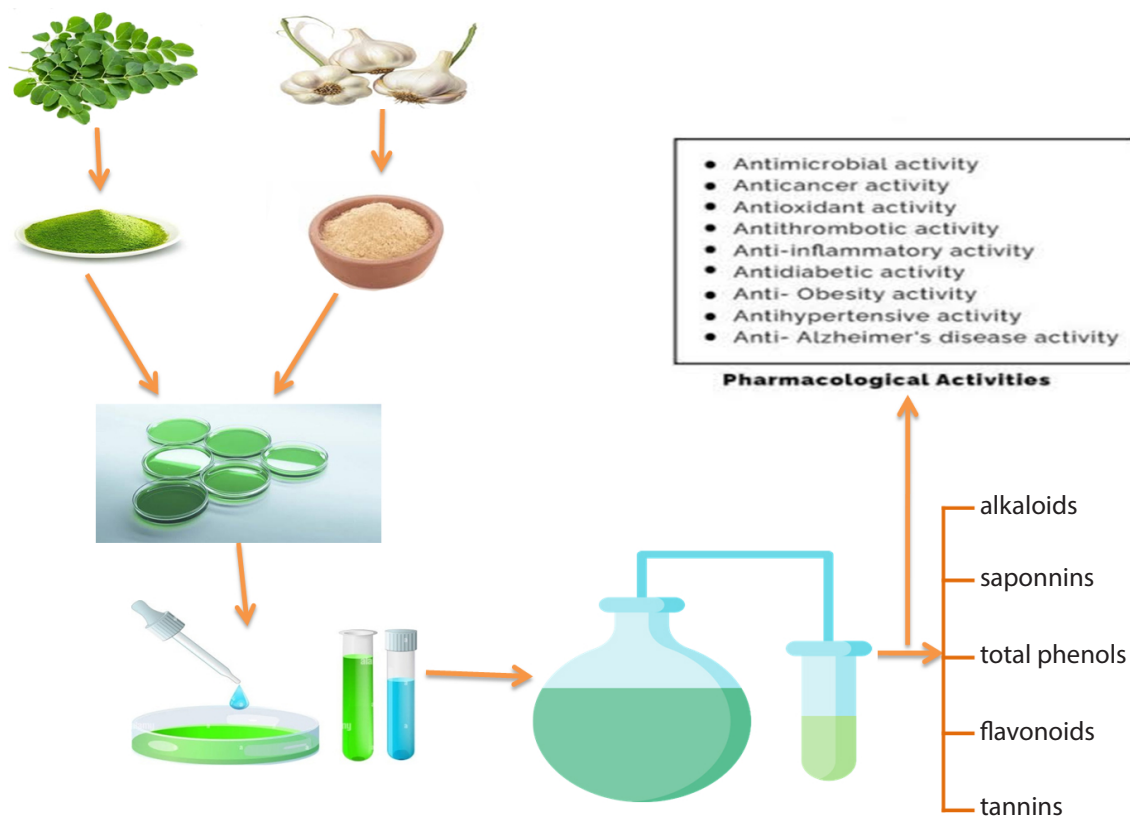 • Antimicrobial activity
• Anticancer activity
• Antioxidant activity
• Antithrombotic activity
• Anti-inflammatory activity
• Antidiabetic activity
• Anti- Obesity activity
• Antihypertensive activity
• Anti- Alzheimer's disease activity
Pharmacological Activities
alkaloids
saponnins
total phenols
flavonoids
tannins